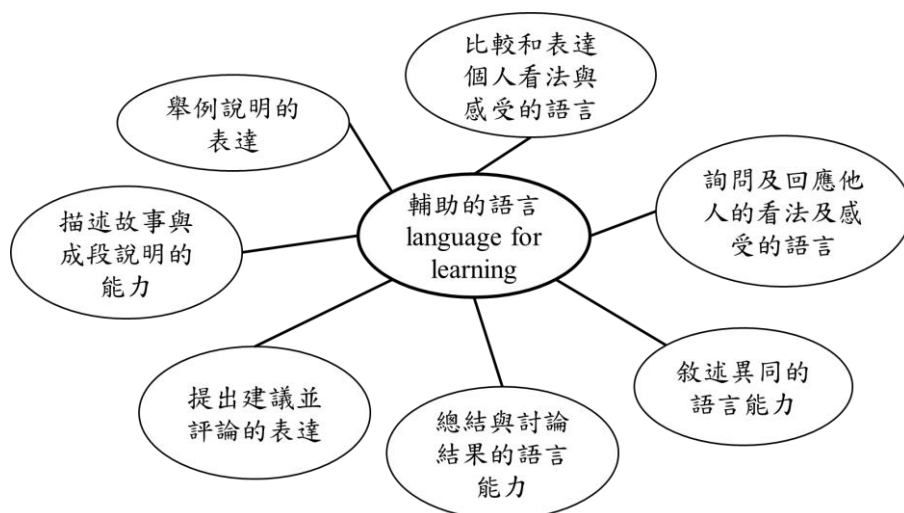 比較和表達
個人看法與
感受的語言
舉例說明的
表達
輔助的語言
language for
learning
詢問及回應他
人的看法及感
受的語言
描述故事與
成段說明的
能力
敘述異同的
語言能力
提出建議並
評論的表達
總結與討論
結果的語言
能力